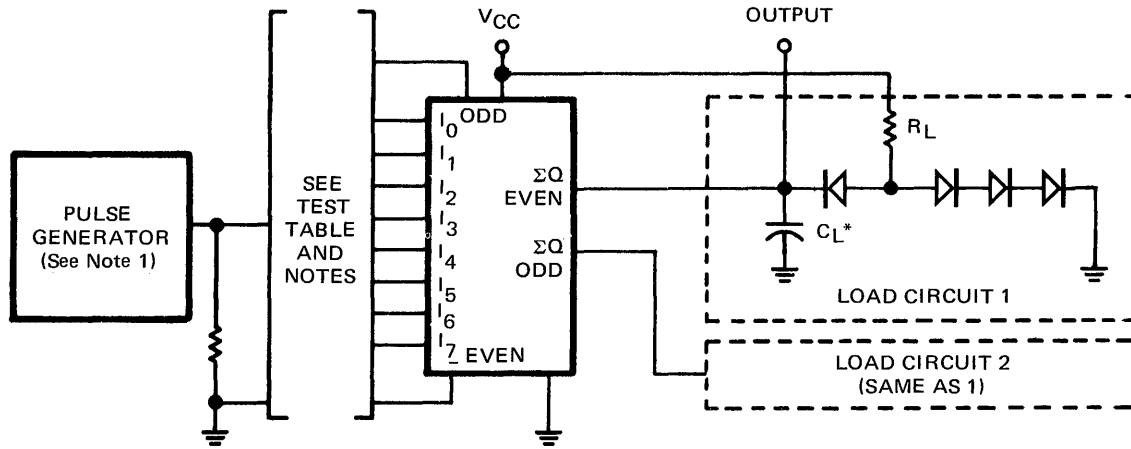 V_CC
OUTPUT
PULSE
GENERATOR
(See Note 1)
SEE
TEST
TABLE
AND
NOTES
ODD
I_0
I_1
I_2
I_3
I_4
I_5
I_6
I_7
EVEN
ΣQ
EVEN
ΣQ
ODD
R_L
C_L*
LOAD CIRCUIT 1
LOAD CIRCUIT 2
(SAME AS 1)